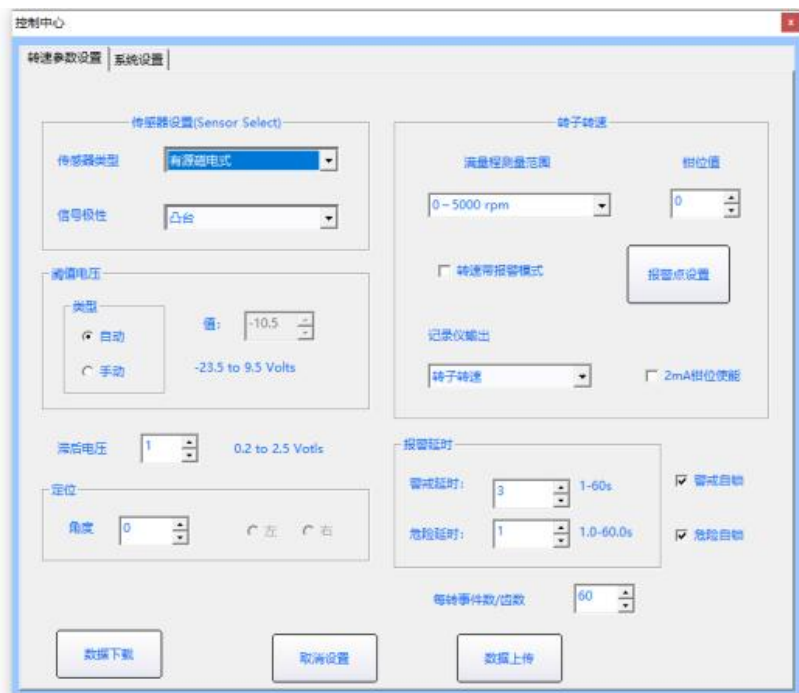 控制中心
转速参数设置 系统设置
传感器设置(Sensor Select)
传感器类型 有源磁电式
信号极性 凸台
阈值电压
类型
自动
手动
值: -10.5
-23.5 to 9.5 Volts
滞后电压 1 0.2 to 2.5 Votls
定位
角度 0 左 右
转子转速
满量程测量范围 钳位值
0~5000 rpm 0
转速带报警模式 报警点设置
记录仪输出
转子转速 2mA钳位使能
报警延时
警戒延时: 3 1-60s
危险延时: 1 1.0-60.0s
警戒自锁
危险自锁
每转事件数/齿数 60
数据下载 取消设置 数据上传